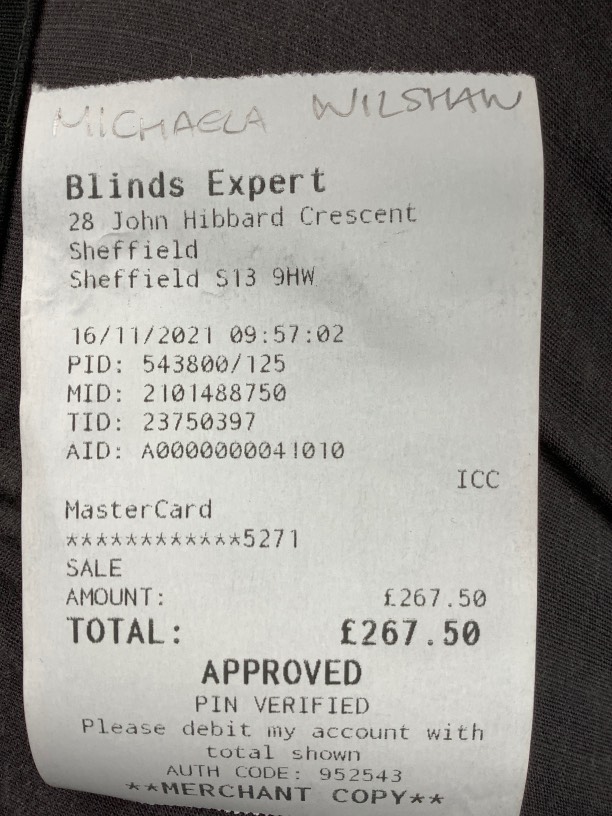 MICHAELA WILSHAW
Blinds Expert
28 John Hibbard Crescent
Sheffield
Sheffield S13 9HW
16/11/2021 09:57:02
PID: 543800/125
MID: 2101488750
TID: 23750397
AID: A0000000041010
ICC
MasterCard
************5271
SALE
AMOUNT: £267.50
TOTAL: £267.50
APPROVED
PIN VERIFIED
Please debit my account with
total shown
AUTH CODE: 952543
**MERCHANT COPY**